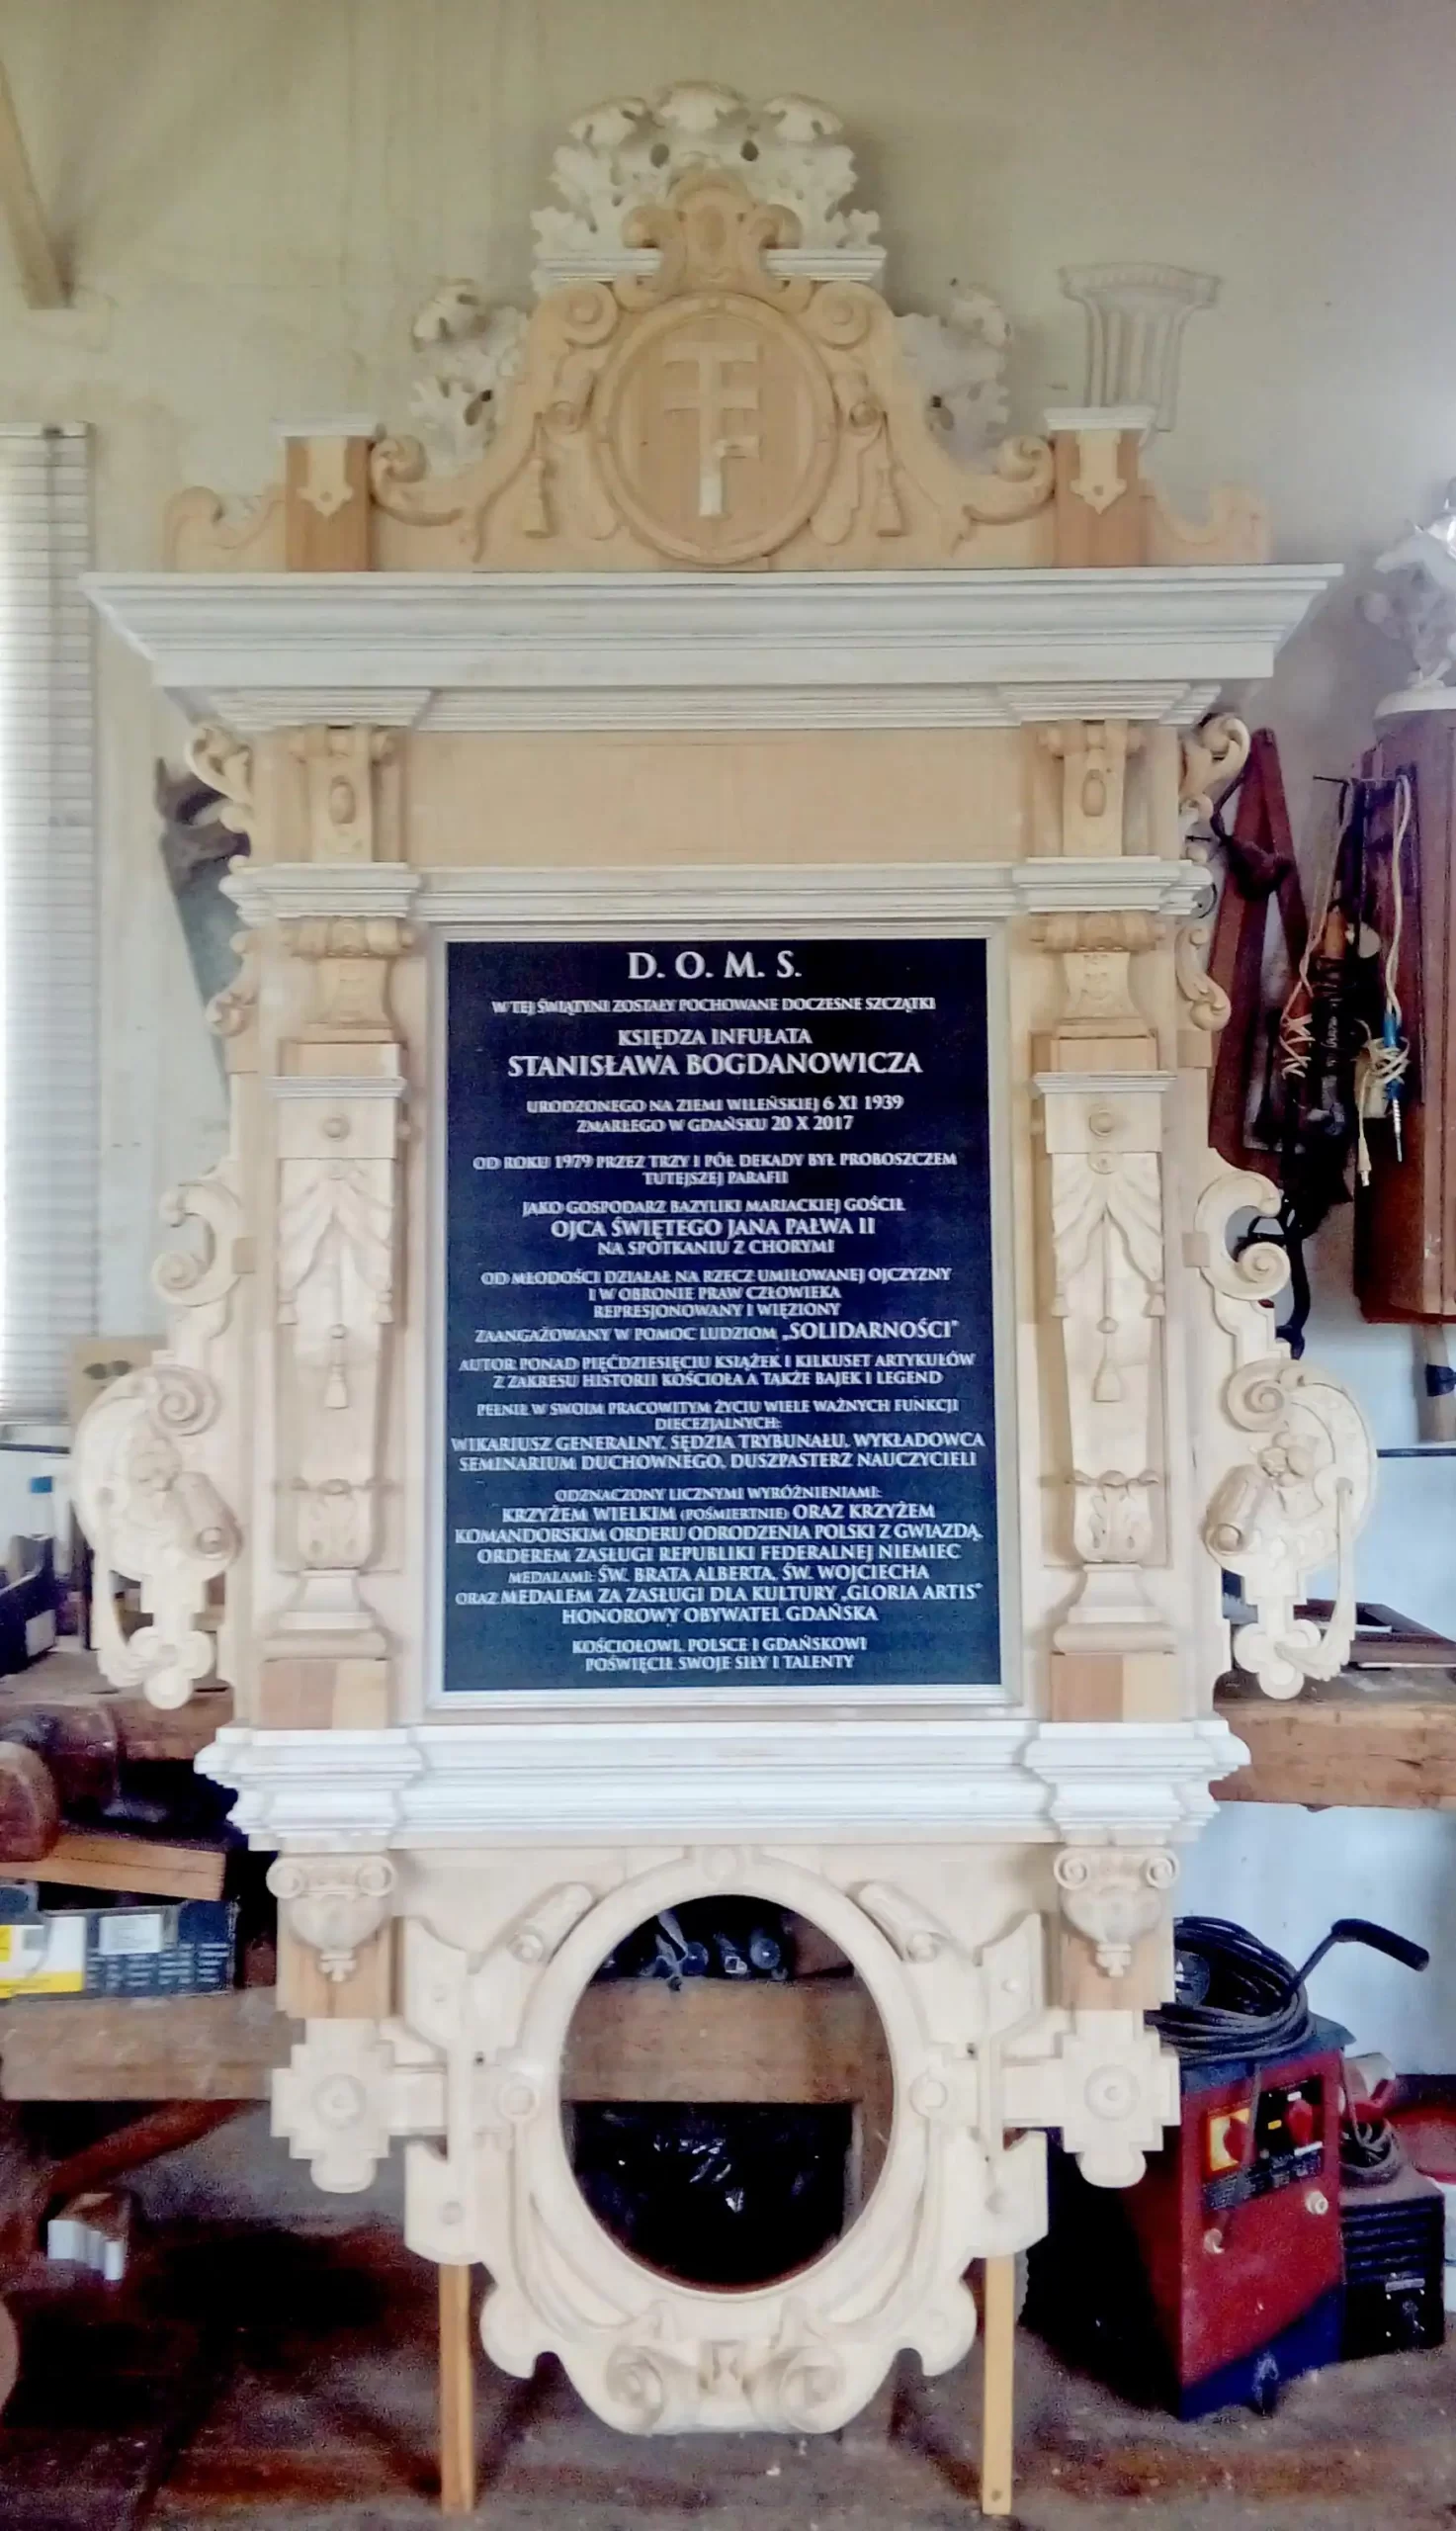 D. O. M. S.
W TEJ ŚWIĄTYNI ZOSTAŁY POCHOWANE DOCZESNE SZCZĄTKI
KSIĘDZA INFUŁATA
STANISŁAWA BOGDANOWICZA
URODZONEGO NA ZIEMI WILEŃSKIEJ 6 XI 1939
ZMARŁEGO W GDAŃSKU 20 X 2017
OD ROKU 1979 PRZEZ TRZY I PÓŁ DEKADY BYŁ PROBOSZCZEM
TUTEJSZEJ PARAFII
JAKO GOSPODARZ BAZYLIKI MARIACKIEJ GOŚCIŁ
OJCA ŚWIĘTEGO JANA PAŁWA II
NA SPOTKANIU Z CHORYMI
OD MŁODOŚCI DZIAŁAŁ NA RZECZ UMIŁOWANEJ OJCZYZNY
I W OBRONIE PRAW CZŁOWIEKA
REPRESJONOWANY I WIĘZIONY
ZAANGAŻOWANY W POMOC LUDZIOM „SOLIDARNOŚCI”
AUTOR PONAD PIĘĆDZIESIĘCIU KSIĄŻEK I KILKUSET ARTYKUŁÓW
Z ZAKRESU HISTORII KOŚCIOŁA A TAKŻE BAJEK I LEGEND
PEŁNIŁ W SWOIM PRACOWITYM ŻYCIU WIELE WAŻNYCH FUNKCJI
DIECEZJALNYCH:
WIKARIUSZ GENERALNY, SĘDZIA TRYBUNAŁU, WYKŁADOWCA
SEMINARIUM DUCHOWNEGO, DUSZPASTERZ NAUCZYCIELI
ODZNACZONY LICZNYMI WYRÓŻNIENIAMI:
KRZYŻEM WIELKIM (POŚMIERTNIE) ORAZ KRZYŻEM
KOMANDORSKIM ORDERU ODRODZENIA POLSKI Z GWIAZDĄ,
ORDEREM ZASŁUGI REPUBLIKI FEDERALNEJ NIEMIEC
MEDALAMI: ŚW. BRATA ALBERTA, ŚW. WOJCIECHA
ORAZ MEDALEM ZA ZASŁUGI DLA KULTURY „GLORIA ARTIS”
HONOROWY OBYWATEL GDAŃSKA
KOŚCIOŁOWI, POLSCE I GDAŃSKOWI
POŚWIĘCIŁ SWOJE SIŁY I TALENTY